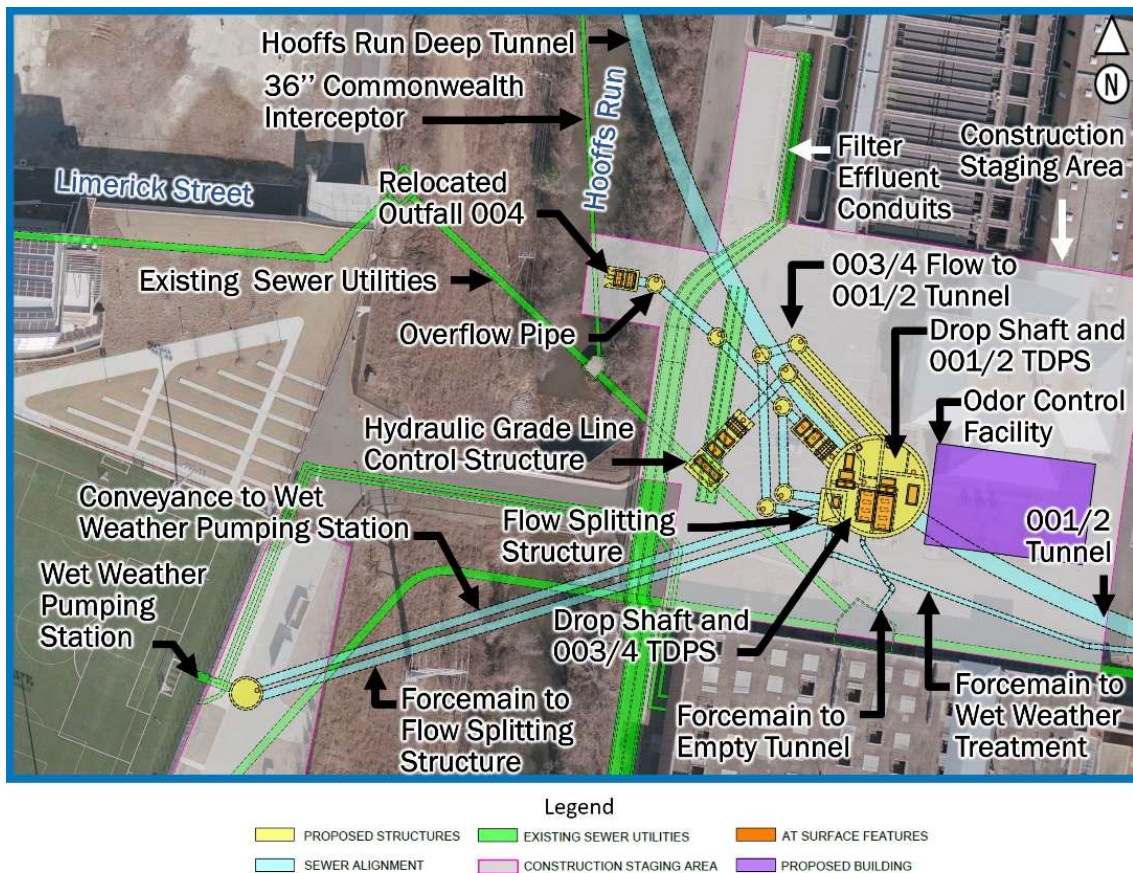 Hooffs Run Deep Tunnel
36'' Commonwealth
Interceptor
Hooffs Run
N
Limerick Street
Relocated
Outfall 004
Filter
Effluent
Conduits
Construction
Staging Area
Existing Sewer Utilities
Overflow Pipe
003/4 Flow to
001/2 Tunnel
Drop Shaft and
001/2 TDPS
Odor Control
Facility
Hydraulic Grade Line
Control Structure
Conveyance to Wet
Weather Pumping Station
Flow Splitting
Structure
001/2
Tunnel
Wet Weather
Pumping
Station
Drop Shaft and
003/4 TDPS
Forcemain to
Flow Splitting
Structure
Forcemain to
Empty Tunnel
Forcemain to
Wet Weather
Treatment
Legend
PROPOSED STRUCTURES
EXISTING SEWER UTILITIES
AT SURFACE FEATURES
SEWER ALIGNMENT
CONSTRUCTION STAGING AREA
PROPOSED BUILDING